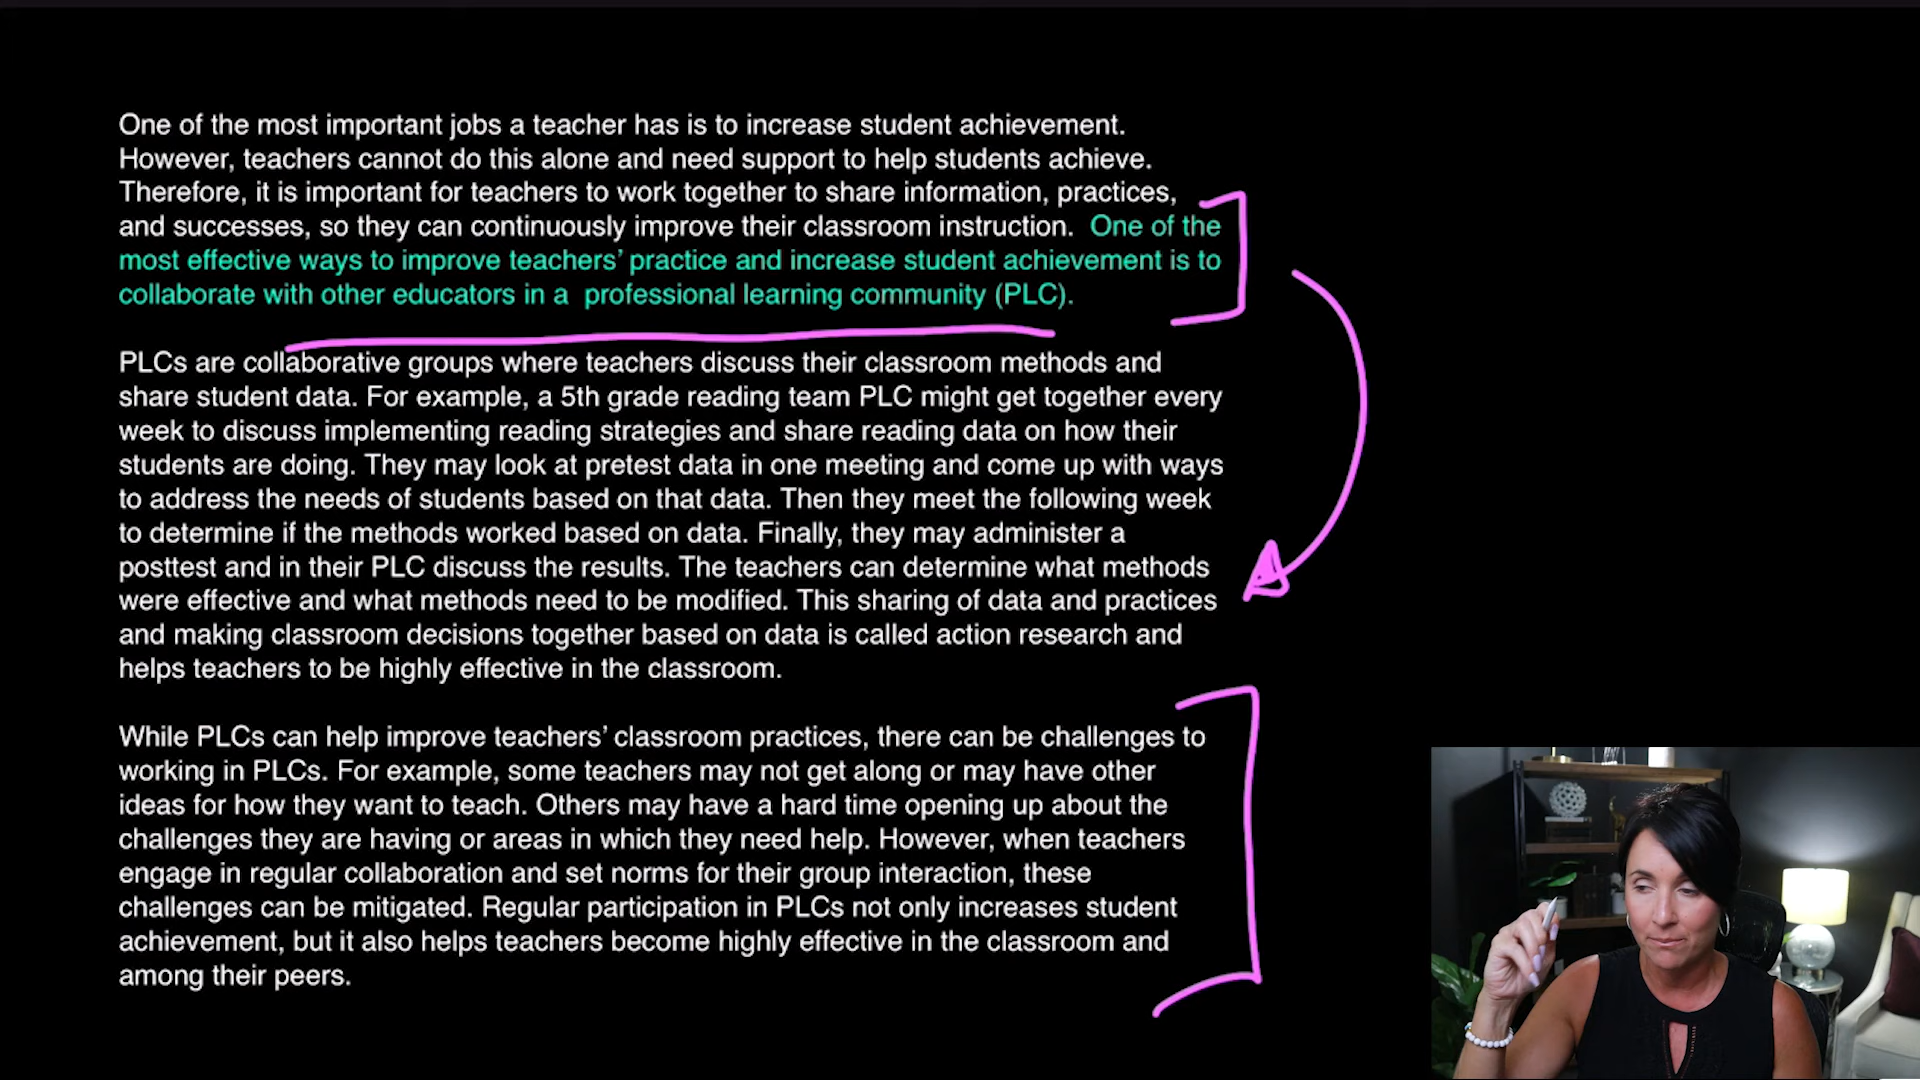 One of the most important jobs a teacher has is to increase student achievement.
However, teachers cannot do this alone and need support to help students achieve.
Therefore, it is important for teachers to work together to share information, practices,
and successes, so they can continuously improve their classroom instruction.  One of the
most effective ways to improve teachers’ practice and increase student achievement is to
collaborate with other educators in a  professional learning community (PLC).
PLCs are collaborative groups where teachers discuss their classroom methods and
share student data. For example, a 5th grade reading team PLC might get together every
week to discuss implementing reading strategies and share reading data on how their
students are doing. They may look at pretest data in one meeting and come up with ways
to address the needs of students based on that data. Then they meet the following week
to determine if the methods worked based on data. Finally, they may administer a
posttest and in their PLC discuss the results. The teachers can determine what methods
were effective and what methods need to be modified. This sharing of data and practices
and making classroom decisions together based on data is called action research and
helps teachers to be highly effective in the classroom.
While PLCs can help improve teachers’ classroom practices, there can be challenges to
working in PLCs. For example, some teachers may not get along or may have other
ideas for how they want to teach. Others may have a hard time opening up about the
challenges they are having or areas in which they need help. However, when teachers
engage in regular collaboration and set norms for their group interaction, these
challenges can be mitigated. Regular participation in PLCs not only increases student
achievement, but it also helps teachers become highly effective in the classroom and
among their peers.